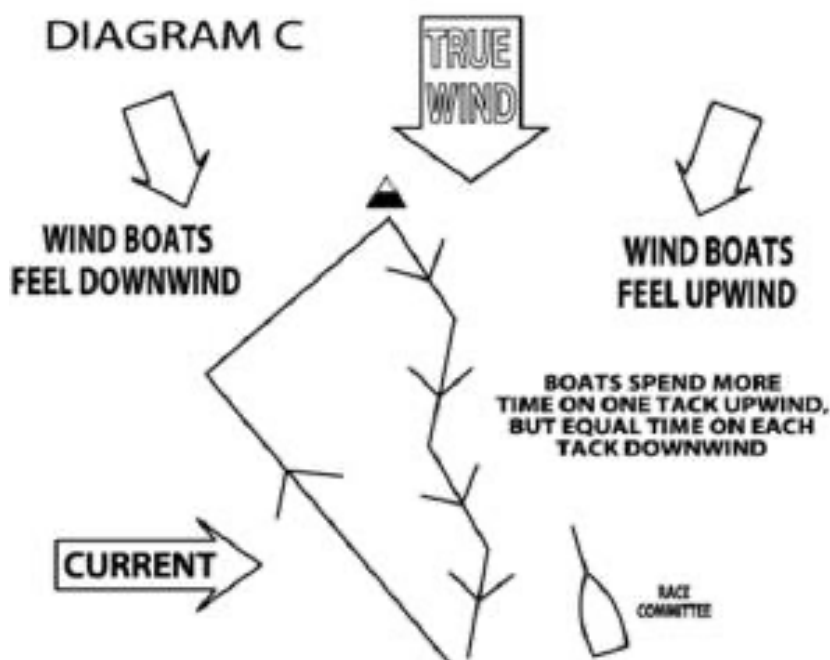 DIAGRAM C
TRUE
WIND
WIND BOATS
FEEL DOWNWIND
WIND BOATS
FEEL UPWIND
BOATS SPEND MORE
TIME ON ONE TACK UPWIND,
BUT EQUAL TIME ON EACH
TACK DOWNWIND
CURRENT
RACE
COMMITTEE